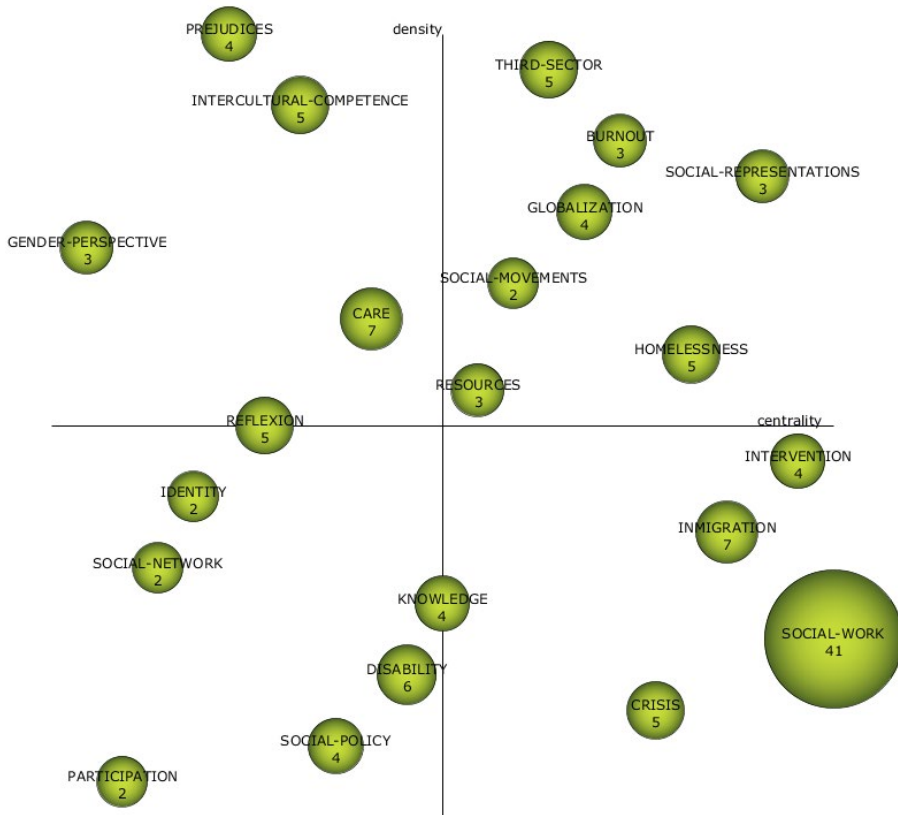 PREJUDICES
4
density
THIRD-SECTOR
5
INTERCULTURAL-COMPETENCE
5
BURNOUT
3
SOCIAL-REPRESENTATIONS
3
GLOBALIZATION
4
GENDER-PERSPECTIVE
3
SOCIAL-MOVEMENTS
2
CARE
7
HOMELESSNESS
5
RESOURCES
3
REFLEXION
5
centrality
INTERVENTION
4
IDENTITY
2
INMIGRATION
7
SOCIAL-NETWORK
2
KNOWLEDGE
4
SOCIAL-WORK
41
DISABILITY
6
CRISIS
5
SOCIAL-POLICY
4
PARTICIPATION
2